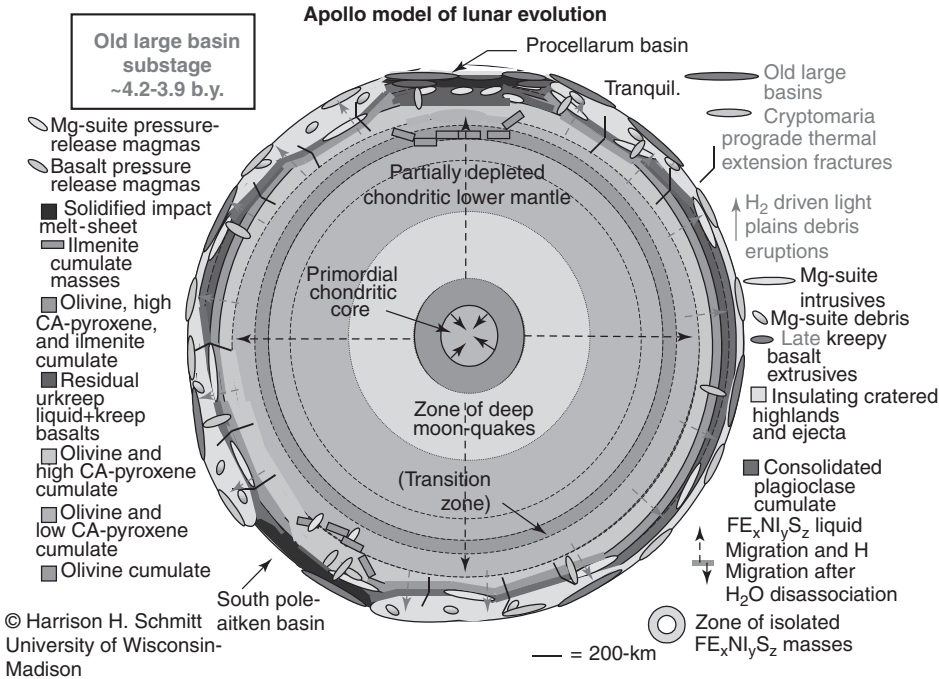 Apollo model of lunar evolution
Old large basin
substage
~4.2-3.9 b.y.
Mg-suite pressure-
release magmas
Basalt pressure
release magmas
Solidified impact
melt-sheet
Ilmenite
cumulate
masses
Olivine, high
CA-pyroxene,
and ilmenite
cumulate
Residual
urkreep
liquid+kreep
basalts
Olivine and
high CA-pyroxene
cumulate
Olivine and
low CA-pyroxene
cumulate
Olivine cumulate
© Harrison H. Schmitt
University of Wisconsin-
Madison
Procellarum basin
Tranquil.
Partially depleted
chondritic lower mantle
Primordial
chondritic
core
Zone of deep
moon-quakes
(Transition
zone)
South pole-
aitken basin
Old large
basins
Cryptomaria
prograde thermal
extension fractures
H2 driven light
plains debris
eruptions
Mg-suite
intrusives
Mg-suite debris
Late kreepy
basalt
extrusives
Insulating cratered
highlands
and ejecta
Consolidated
plagioclase
cumulate
FExNIySz liquid
Migration and H
Migration after
H2O disassociation
Zone of isolated
FExNIySz masses
= 200-km